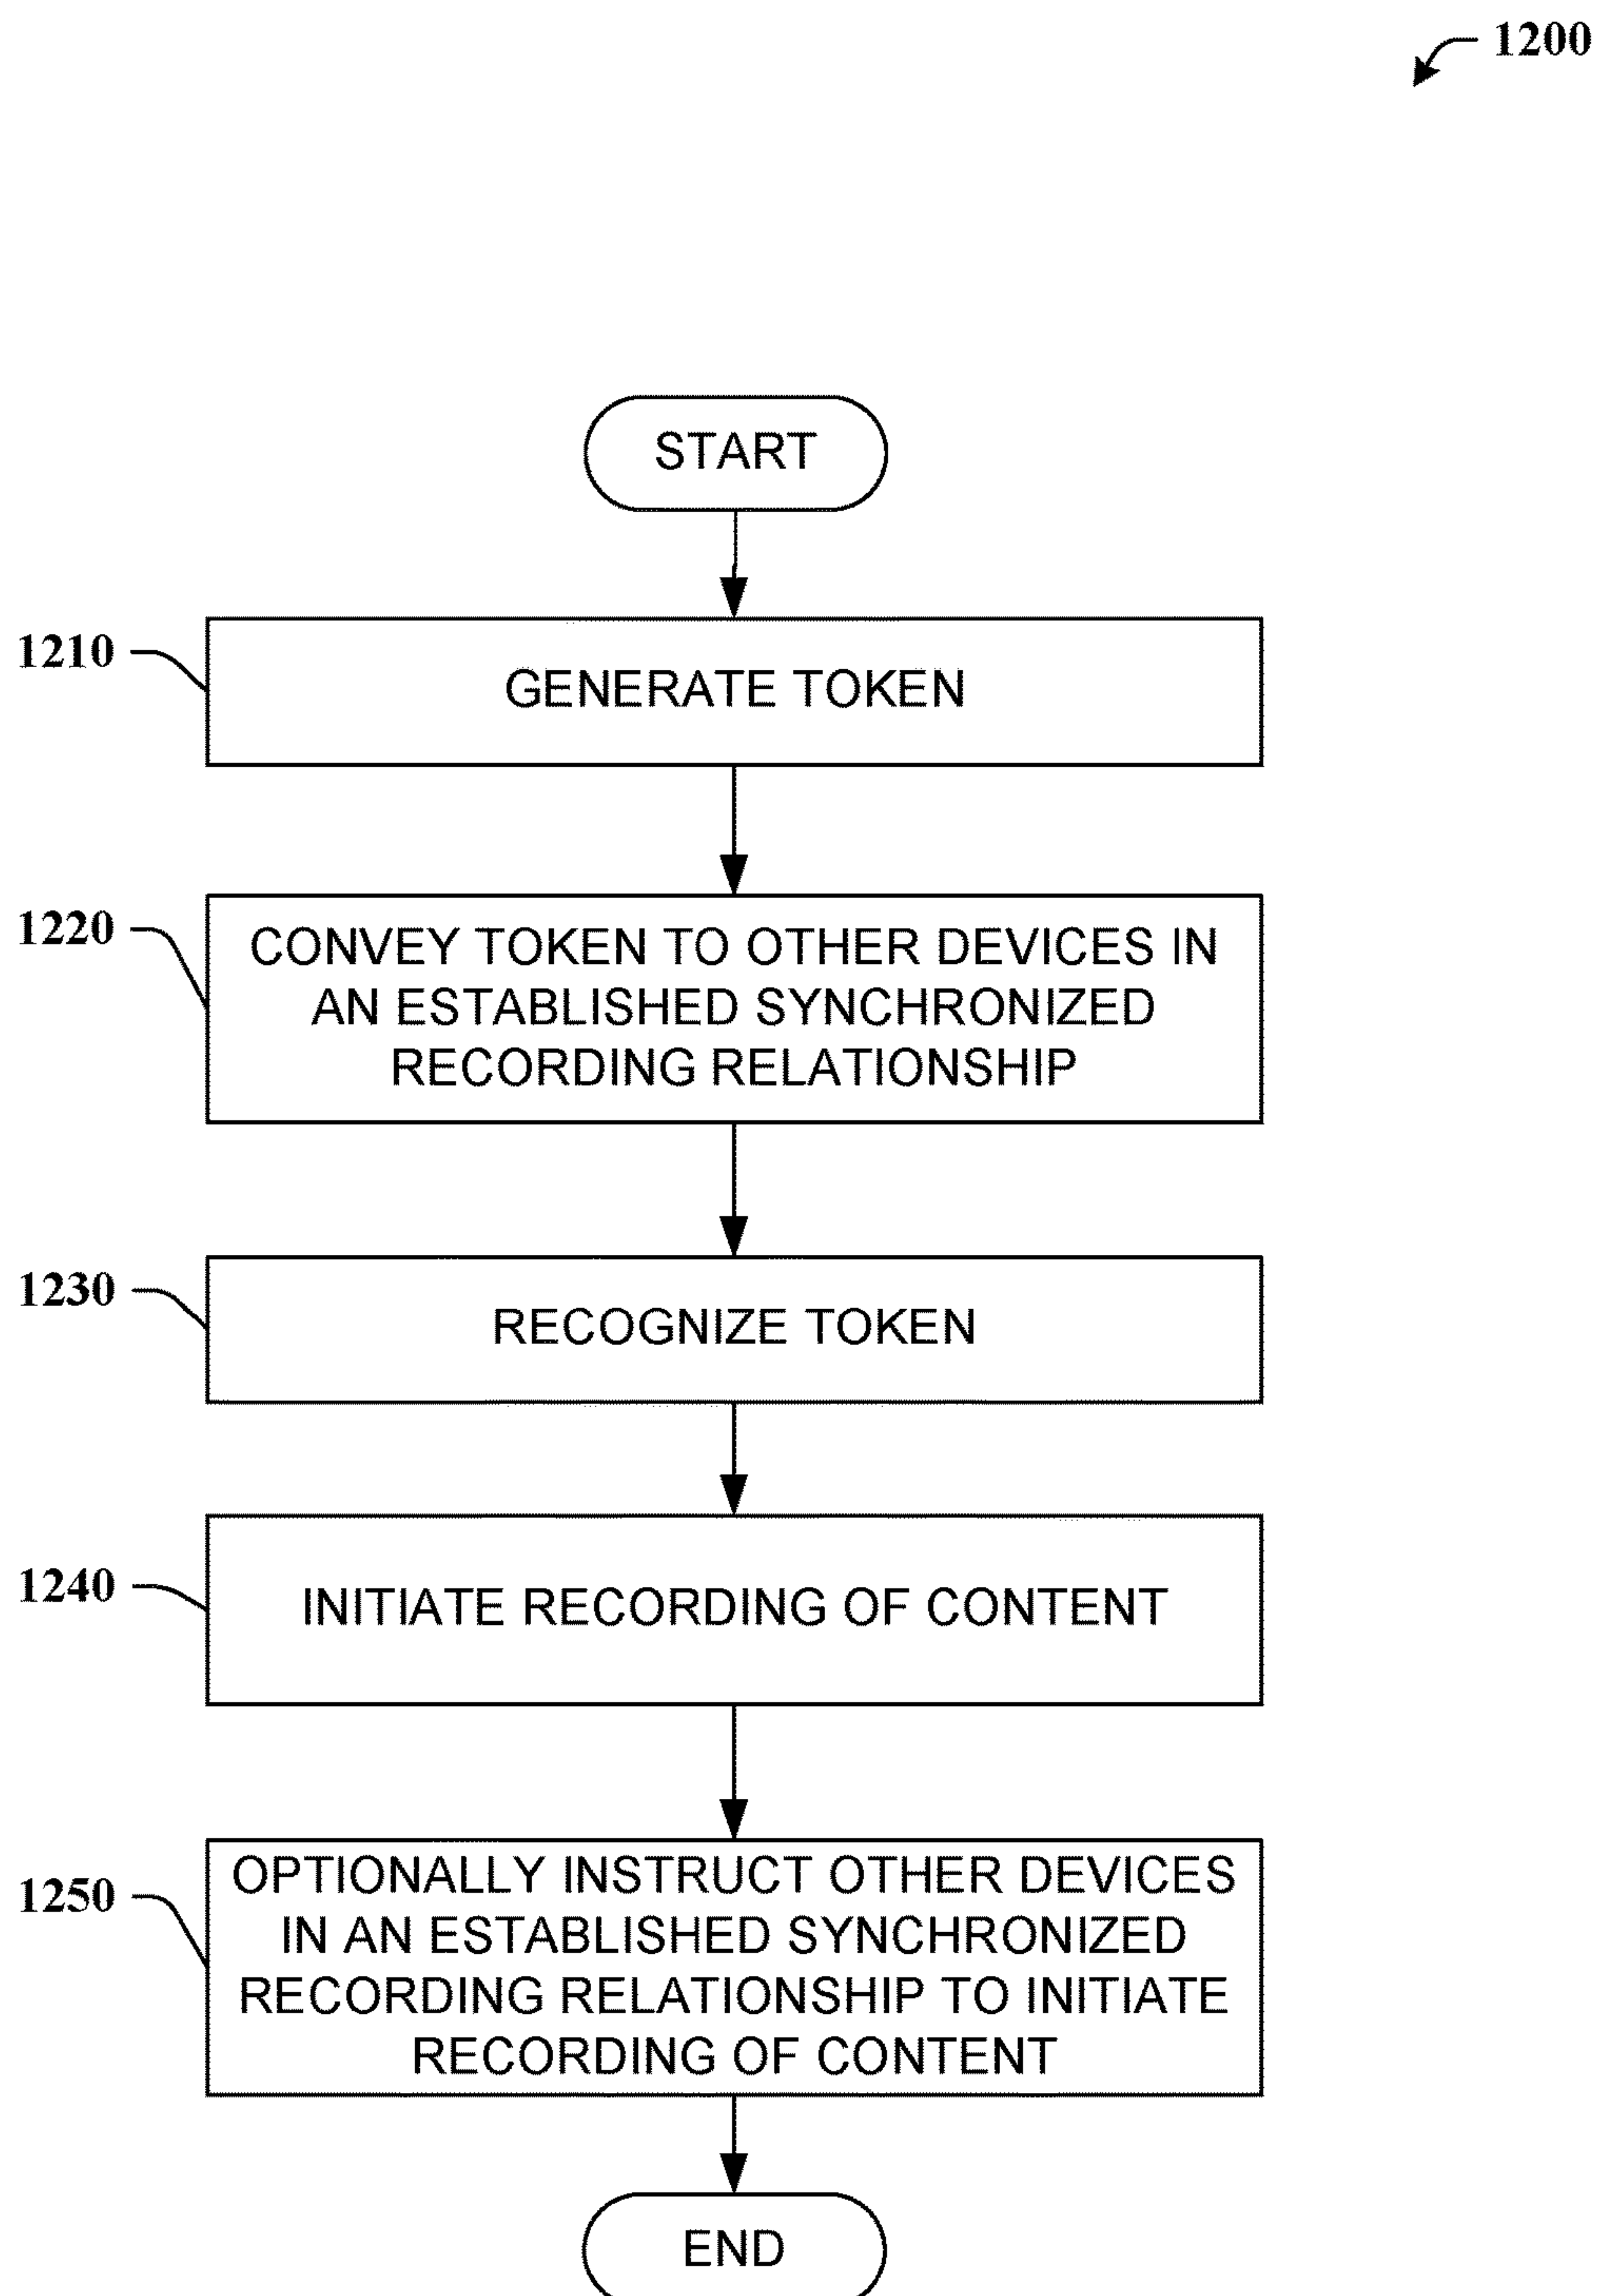 1200
START
1210
GENERATE TOKEN
1220
CONVEY TOKEN TO OTHER DEVICES IN
AN ESTABLISHED SYNCHRONIZED
RECORDING RELATIONSHIP
1230
RECOGNIZE TOKEN
1240
INITIATE RECORDING OF CONTENT
1250
OPTIONALLY INSTRUCT OTHER DEVICES
IN AN ESTABLISHED SYNCHRONIZED
RECORDING RELATIONSHIP TO INITIATE
RECORDING OF CONTENT
END